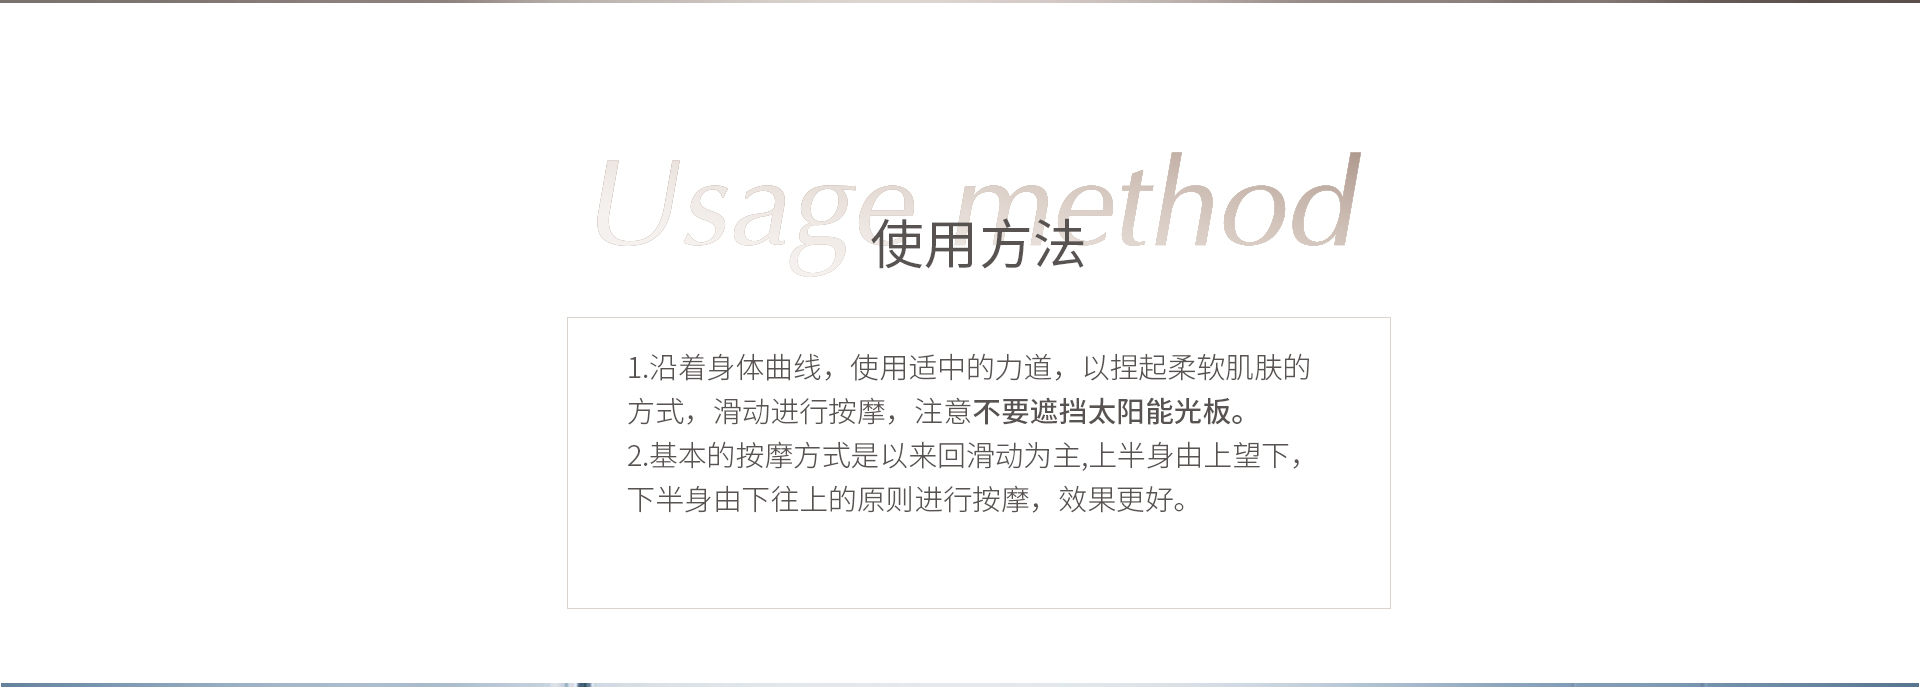 Usage method
使用方法
1.沿着身体曲线，使用适中的力道，以捏起柔软肌肤的
方式，滑动进行按摩，注意不要遮挡太阳能光板。
2.基本的按摩方式是以来回滑动为主,上半身由上望下，
下半身由下往上的原则进行按摩，效果更好。